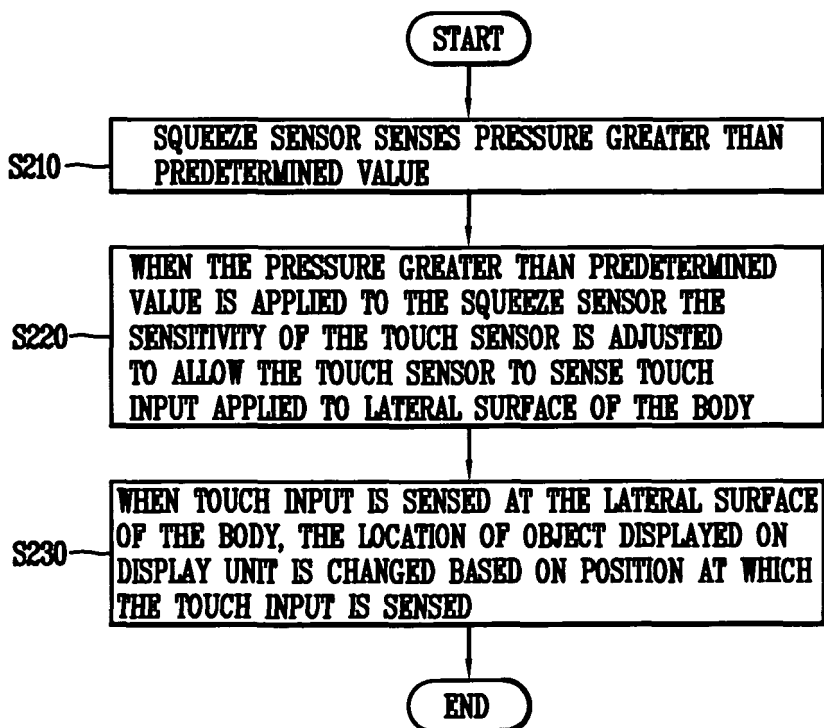 START
SQUEEZE SENSOR SENSES PRESSURE GREATER THAN
S210
PREDETERMINED VALUE
WHEN THE PRESSURE GREATER THAN PREDETERMINED
VALUE IS APPLIED TO THE SQUEEZE SENSOR THE
S220
SENSITIVITY OF THE TOUCH SENSOR IS ADJUSTED
TO ALLOW THE TOUCH SENSOR TO SENSE TOUCH
INPUT APPLIED TO LATERAL SURFACE OF THE BODY
WHEN TOUCH INPUT IS SENSED AT THE LATERAL SURFACE
OF THE BODY, THE LOCATION OF OBJECT DISPLAYED ON
S230
DISPLAY UNIT IS CHANGED BASED ON POSITION AT WHICH
THE TOUCH INPUT IS SENSED
END